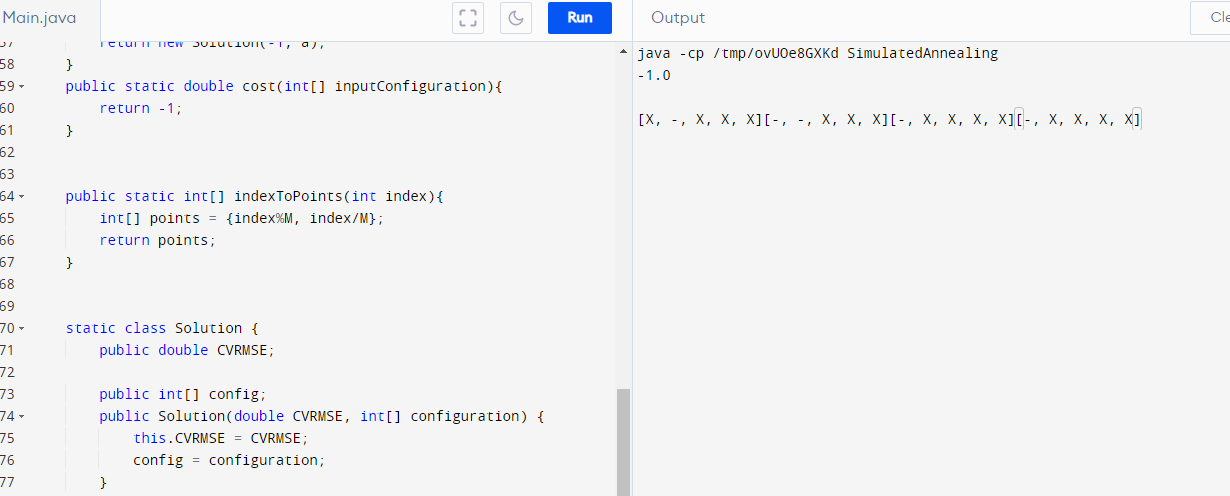 Main.java
Run
Output
57 return new Solution(-1, a);
58 }
59 public static double cost(int[] inputConfiguration){
60 return -1;
61 }
62
63
64 public static int[] indexToPoints(int index){
65 int[] points = {index%M, index/M};
66 return points;
67 }
68
69
70 static class Solution {
71 public double CVRMSE;
72
73 public int[] config;
74 public Solution(double CVRMSE, int[] configuration) {
75 this.CVRMSE = CVRMSE;
76 config = configuration;
77 }
java -cp /tmp/ovUOe8GXKd SimulatedAnnealing
-1.0
[X, -, X, X, X][-, -, X, X, X][-, X, X, X, X][-, X, X, X, X]